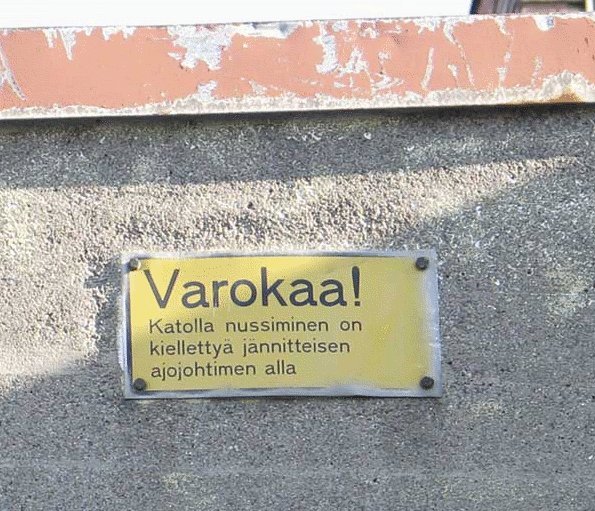 Varokaa!
Katolla nussiminen on
kiellettyä jännitteisen
ajojohtimen alla